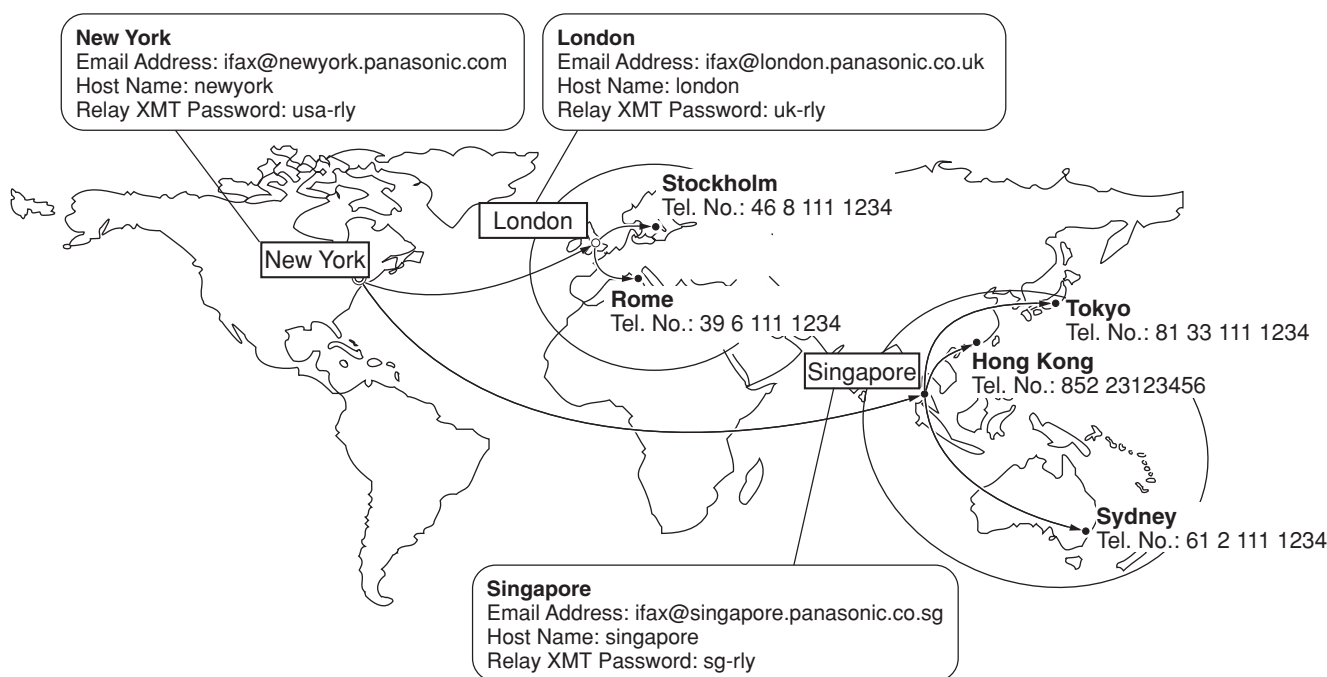 New York
Email Address: ifax@newyork.panasonic.com
Host Name: newyork
Relay XMT Password: usa-rly
London
Email Address: ifax@london.panasonic.co.uk
Host Name: london
Relay XMT Password: uk-rly
Stockholm
Tel. No.: 46 8 111 1234
London
New York
Rome
Tel. No.: 39 6 111 1234
Tokyo
Tel. No.: 81 33 111 1234
Hong Kong
Tel. No.: 852 23123456
Singapore
Sydney
Tel. No.: 61 2 111 1234
Singapore
Email Address: ifax@singapore.panasonic.co.sg
Host Name: singapore
Relay XMT Password: sg-rly